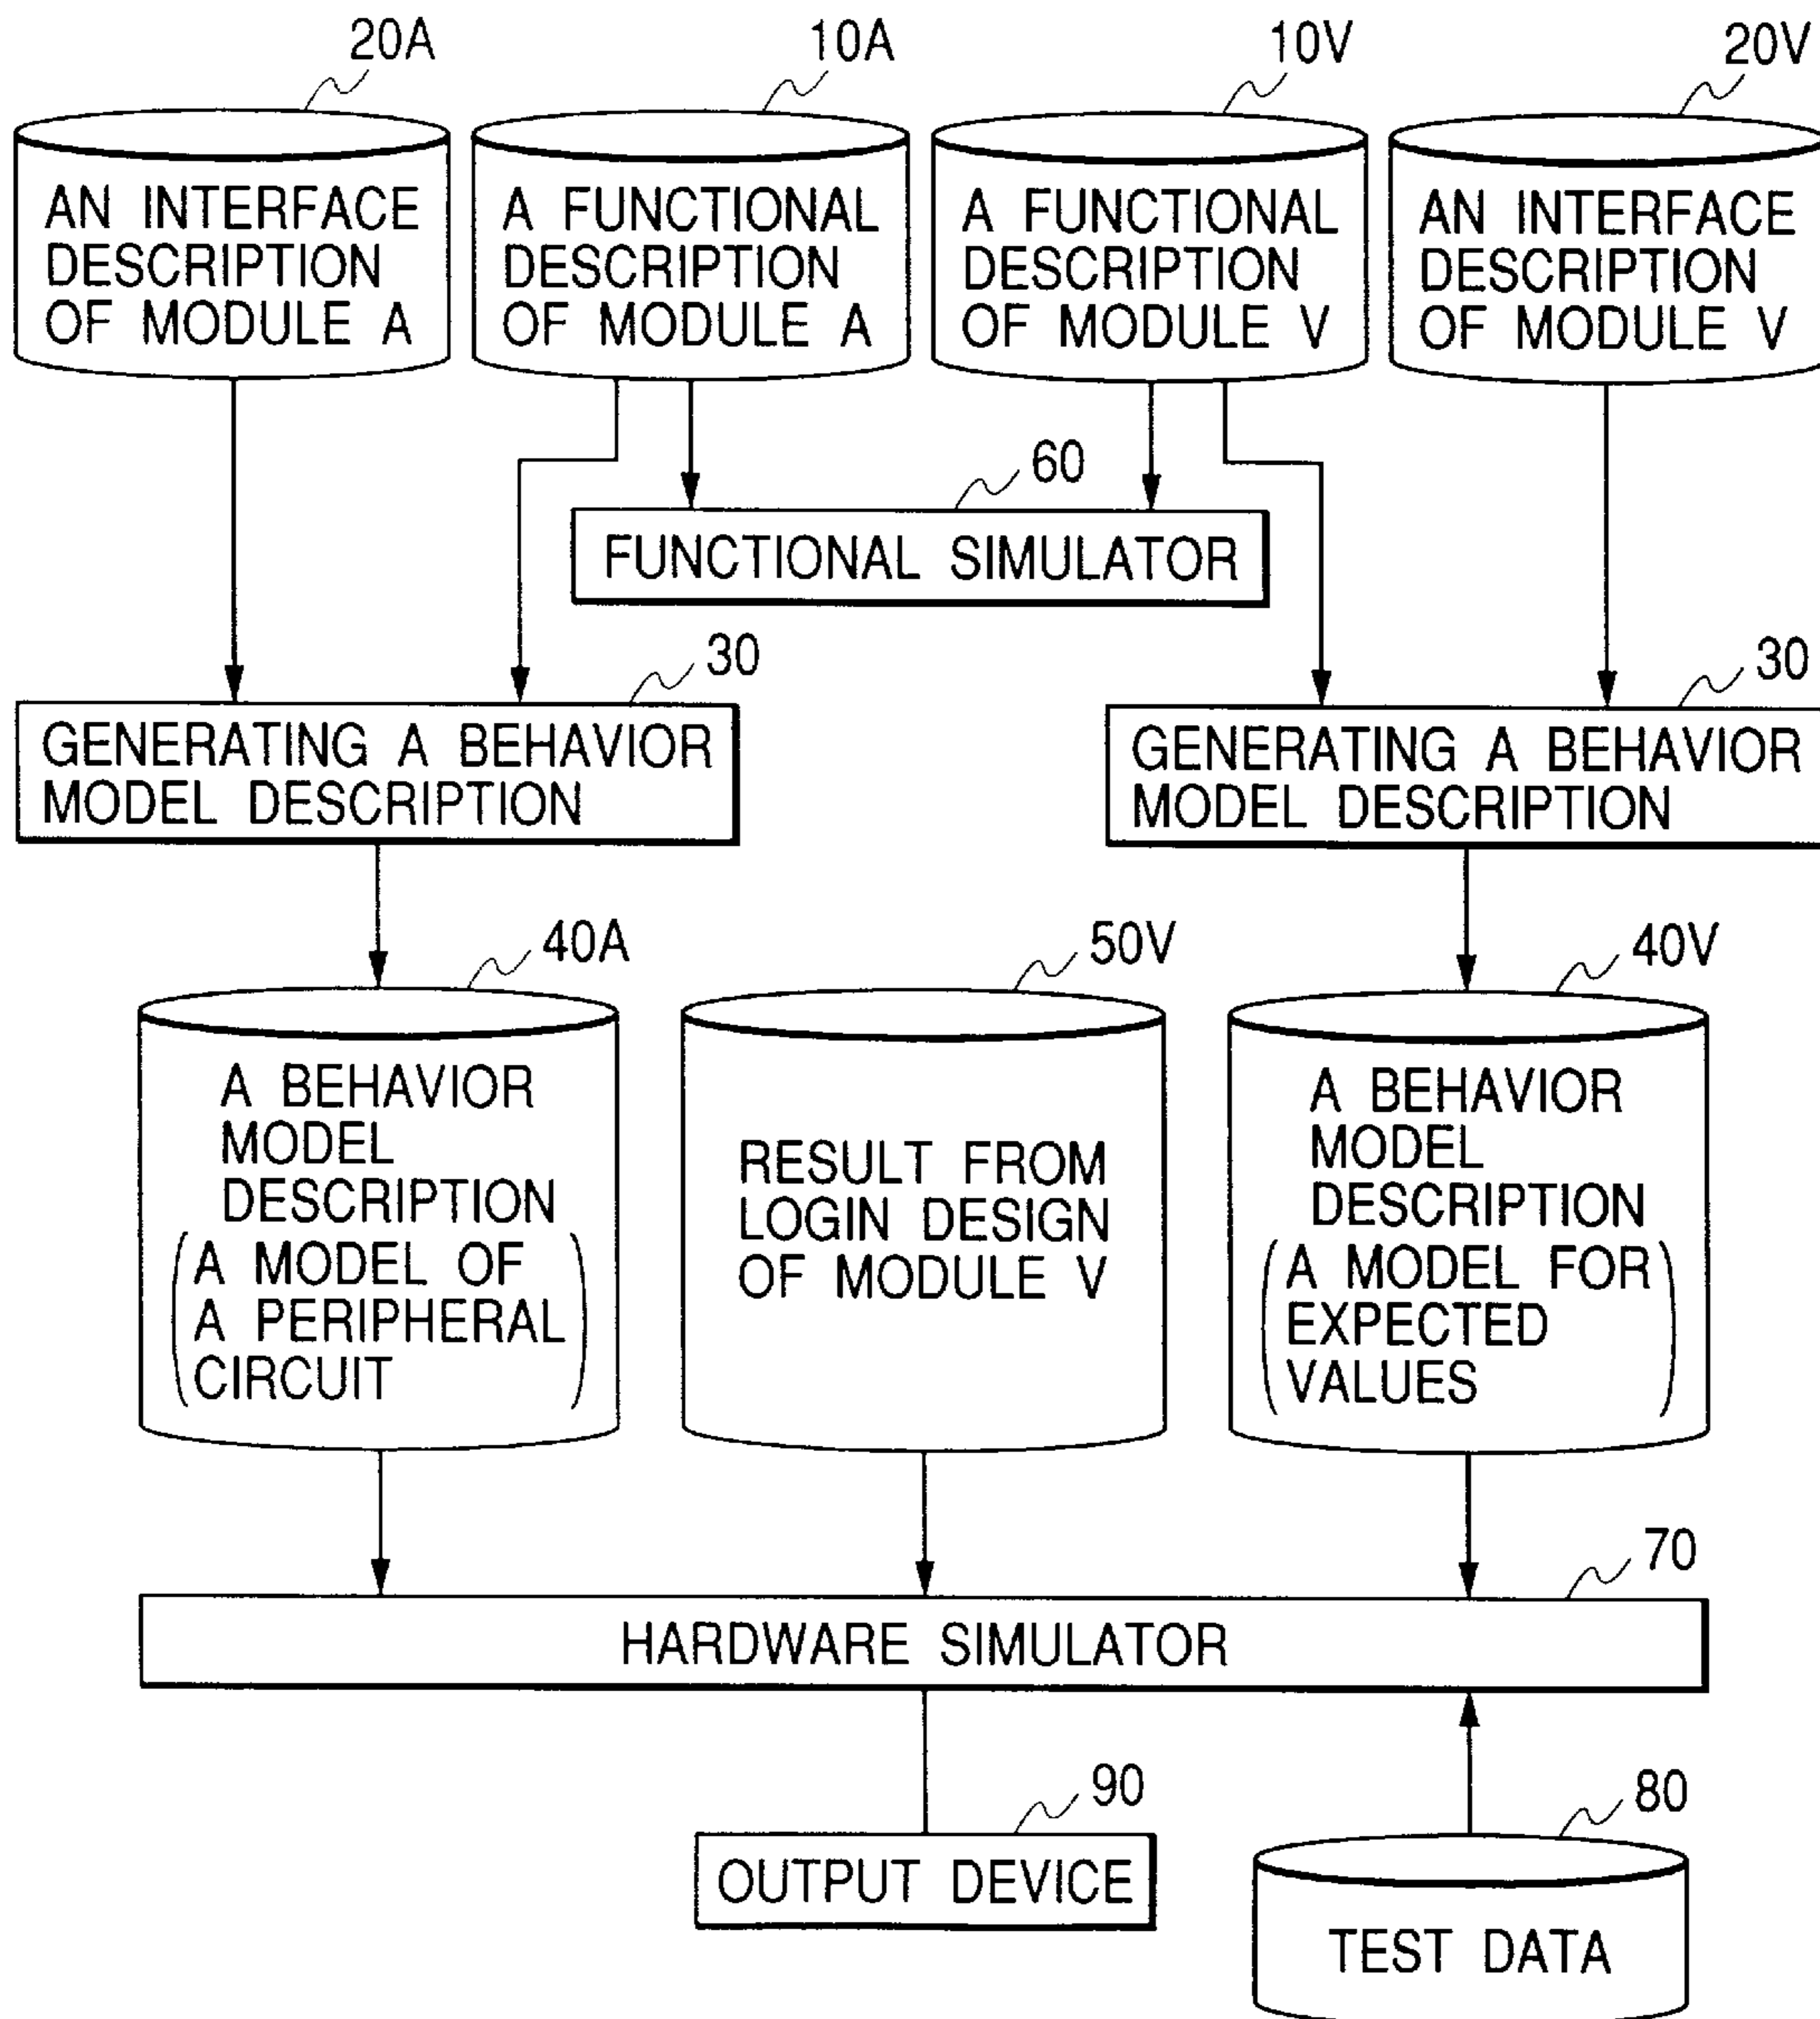 20A
10A
10V
20V
AN INTERFACE
DESCRIPTION
OF MODULE A
A FUNCTIONAL
DESCRIPTION
OF MODULE A
A FUNCTIONAL
DESCRIPTION
OF MODULE V
AN INTERFACE
DESCRIPTION
OF MODULE V
60
FUNCTIONAL SIMULATOR
30
GENERATING A BEHAVIOR
MODEL DESCRIPTION
30
GENERATING A BEHAVIOR
MODEL DESCRIPTION
40A
50V
40V
A BEHAVIOR
MODEL
DESCRIPTION
(A MODEL OF
A PERIPHERAL
CIRCUIT)
RESULT FROM
LOGIN DESIGN
OF MODULE V
A BEHAVIOR
MODEL
DESCRIPTION
(A MODEL FOR
EXPECTED
VALUES)
70
HARDWARE SIMULATOR
90
OUTPUT DEVICE
80
TEST DATA